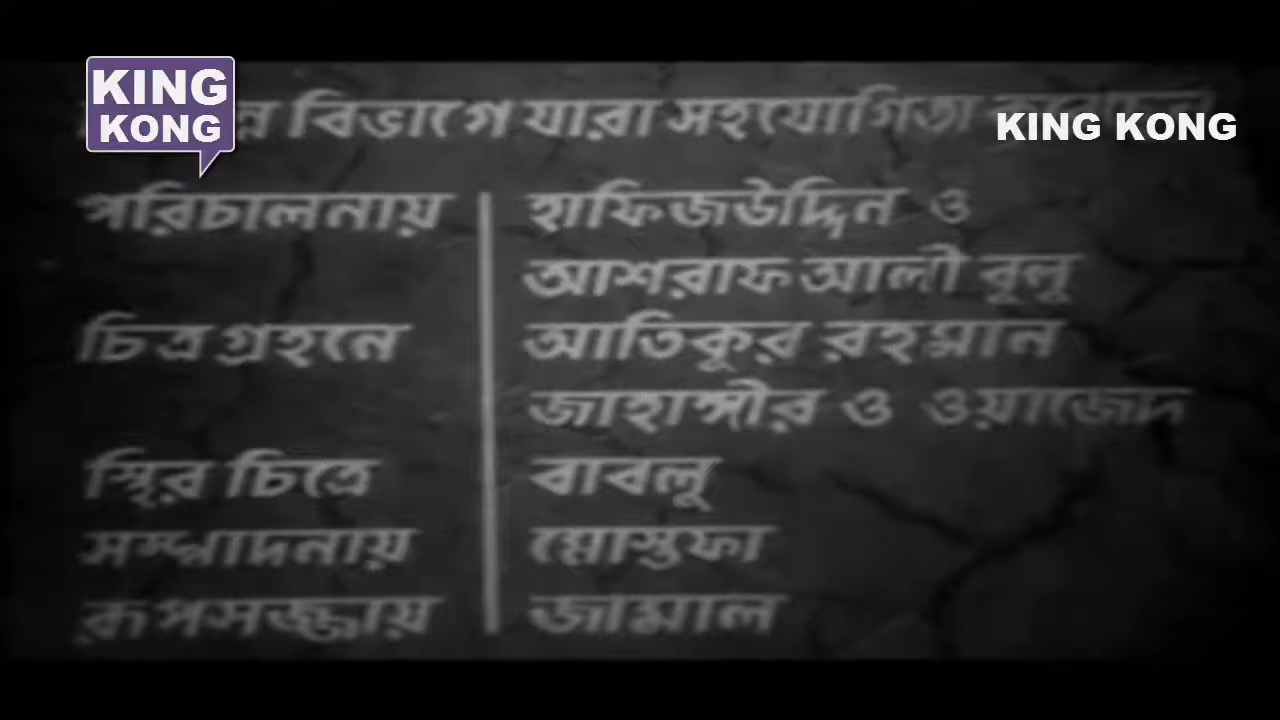 KING
KONG
বিভাগে যারা সহযোগিতা
KING KONG
পরিচালনায় | হাফিজউদ্দিন ও
আশরাফ আলী বুলু
চিত্র গ্রহনে | আতিকুর রহমান
জাহাঙ্গীর ও ওয়াজেদ
স্থির চিত্রে | বাবলু
সম্পাদনায় | মোস্তফা
রূপসজ্জায় | জামাল